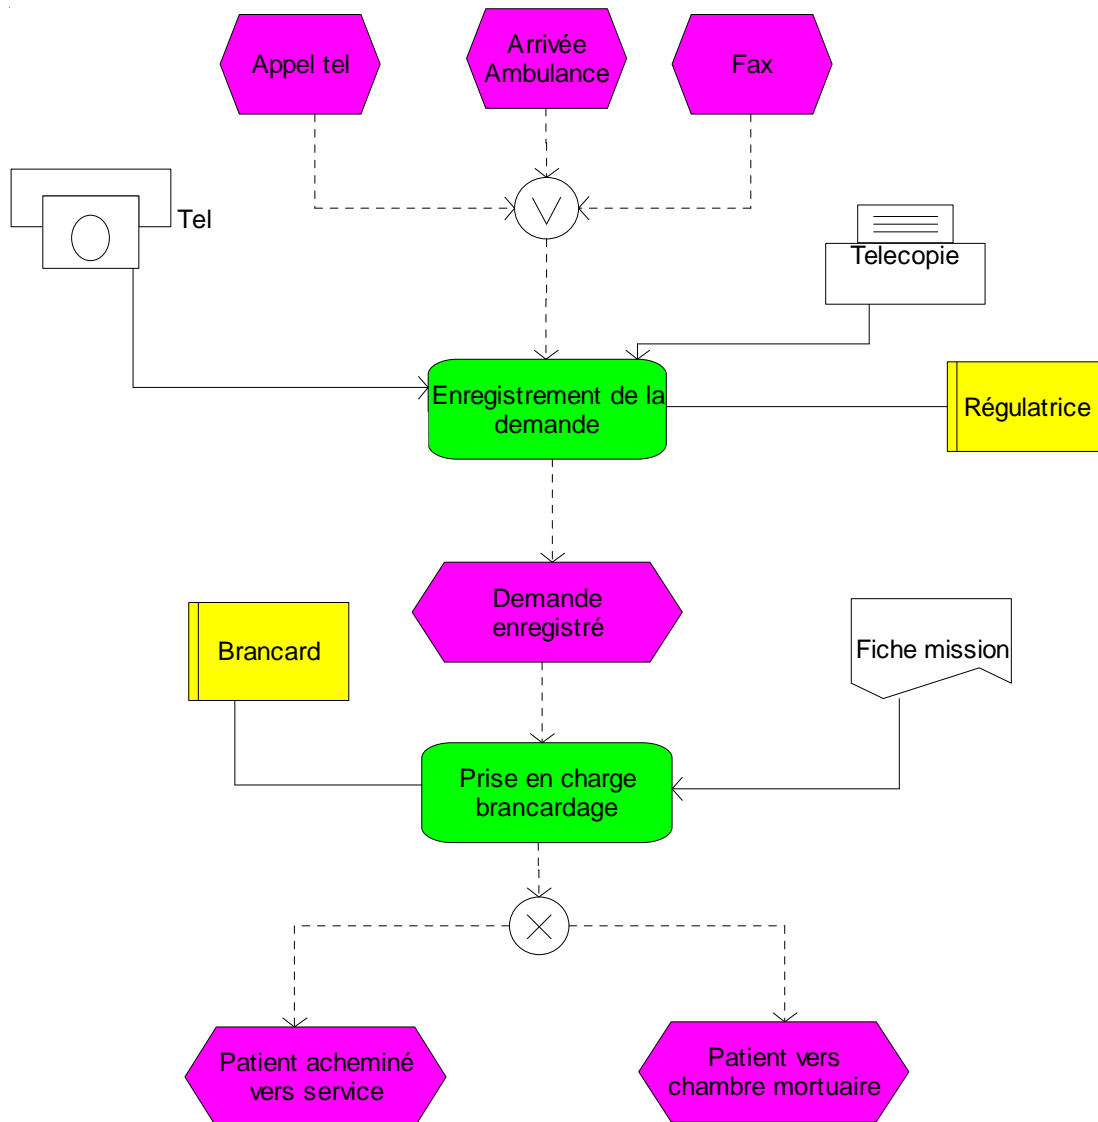 Appel tel
Arrivée
Ambulance
Fax
Tel
Telecopie
Enregistrement de la
demande
Régulatrice
Demande
enregistré
Brancard
Fiche mission
Prise en charge
brancardage
Patient acheminé
vers service
Patient vers
chambre mortuaire